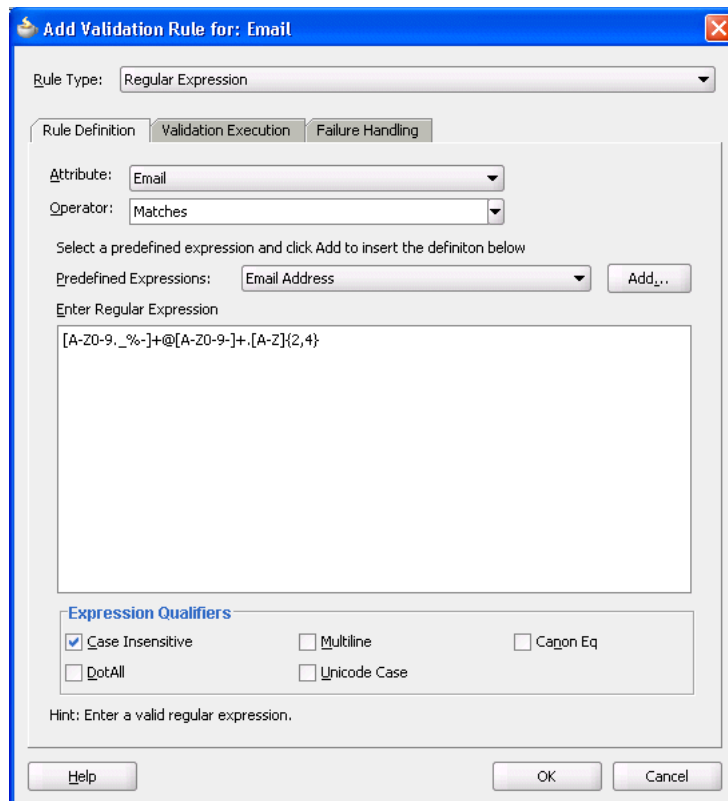 Add Validation Rule for: Email
Rule Type: Regular Expression
Rule Definition Validation Execution Failure Handling
Attribute: Email
Operator: Matches
Select a predefined expression and click Add to insert the definiton below
Predefined Expressions: Email Address Add...
Enter Regular Expression
[A-Z0-9._%-]+@[A-Z0-9-]+.[A-Z]{2,4}
Expression Qualifiers
Case Insensitive Multiline Canon Eq
DotAll Unicode Case
Hint: Enter a valid regular expression.
Help OK Cancel